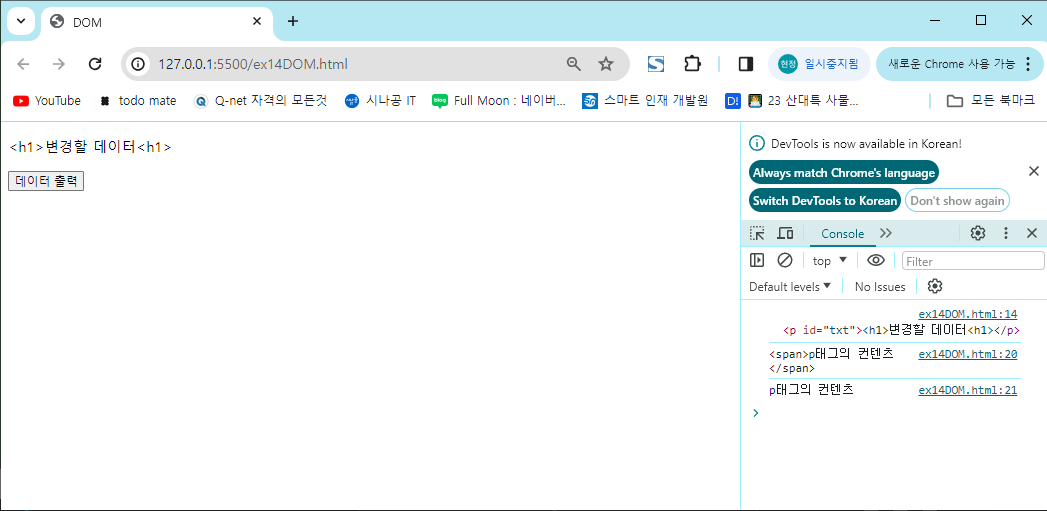 DOM
127.0.0.1:5500/ex14DOM.html
현정 일시중지됨
새로운 Chrome 사용 가능
YouTube
todo mate
Q-net 자격의 모든것
시나공 IT
blog Full Moon : 네이버...
스마트 인재 개발원
D! 23 산대특 사물...
모든 북마크
<h1>변경할 데이터<h1>
데이터 출력
DevTools is now available in Korean!
Always match Chrome's language
Switch DevTools to Korean Don't show again
Console
top Filter
Default levels No Issues
ex14DOM.html:14
<p id="txt"><h1>변경할 데이터<h1></p>
<span>p태그의 컨텐츠 ex14DOM.html:20
</span>
p태그의 컨텐츠 ex14DOM.html:21